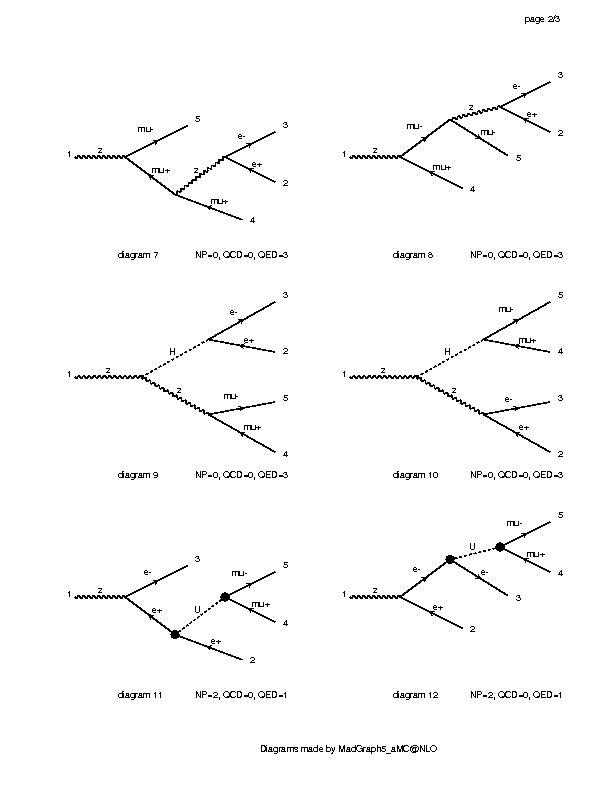 page 2/3
1 z mu- 5 mu+ z e- 3 e+ 2 mu+ 4
diagram 7 NP=0, QCD=0, QED=3
1 z mu- z e- 3 e+ 2 mu- 5 mu+ 4
diagram 8 NP=0, QCD=0, QED=3
1 z H e- 3 e+ 2 z mu- 5 mu+ 4
diagram 9 NP=0, QCD=0, QED=3
1 z H mu- 5 mu+ 4 z e- 3 e+ 2
diagram 10 NP=0, QCD=0, QED=3
1 z e- 3 e+ U mu- 5 mu+ 4 e+ 2
diagram 11 NP=2, QCD=0, QED=1
1 z e- U mu- 5 mu+ 4 e- 3 e+ 2
diagram 12 NP=2, QCD=0, QED=1
Diagrams made by MadGraph5_aMC@NLO